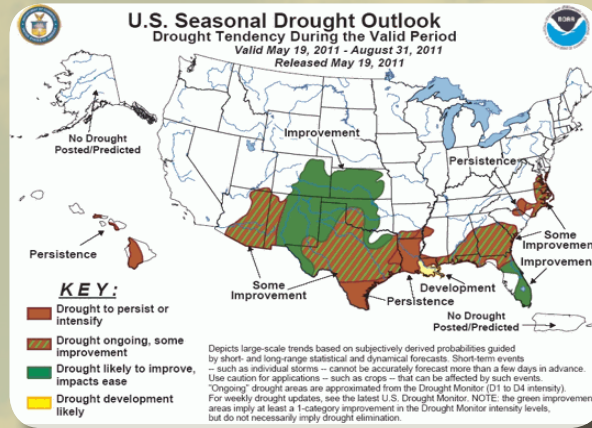 U.S. Seasonal Drought Outlook
Drought Tendency During the Valid Period
Valid May 19, 2011 - August 31, 2011
Released May 19, 2011
NOAA
No Drought
Posted/Predicted
Improvement
Persistence
Some
Improvement
Improvement
Persistence
Some
Improvement
Development
Persistence
No Drought
Posted/Predicted
KEY:
Drought to persist or
intensify
Drought ongoing, some
improvement
Drought likely to improve,
impacts ease
Drought development
likely
Depicts large-scale trends based on subjectively derived probabilities guided
by short- and long-range statistical and dynamical forecasts. Short-term events
-- such as individual storms -- cannot be accurately forecast more than a few days in advance.
Use caution for applications -- such as crops -- that can be affected by such events.
"Ongoing" drought areas are approximated from the Drought Monitor (D1 to D4 intensity).
For weekly drought updates, see the latest U.S. Drought Monitor. NOTE: the green improvement
areas imply at least a 1-category improvement in the Drought Monitor intensity levels,
but do not necessarily imply drought elimination.